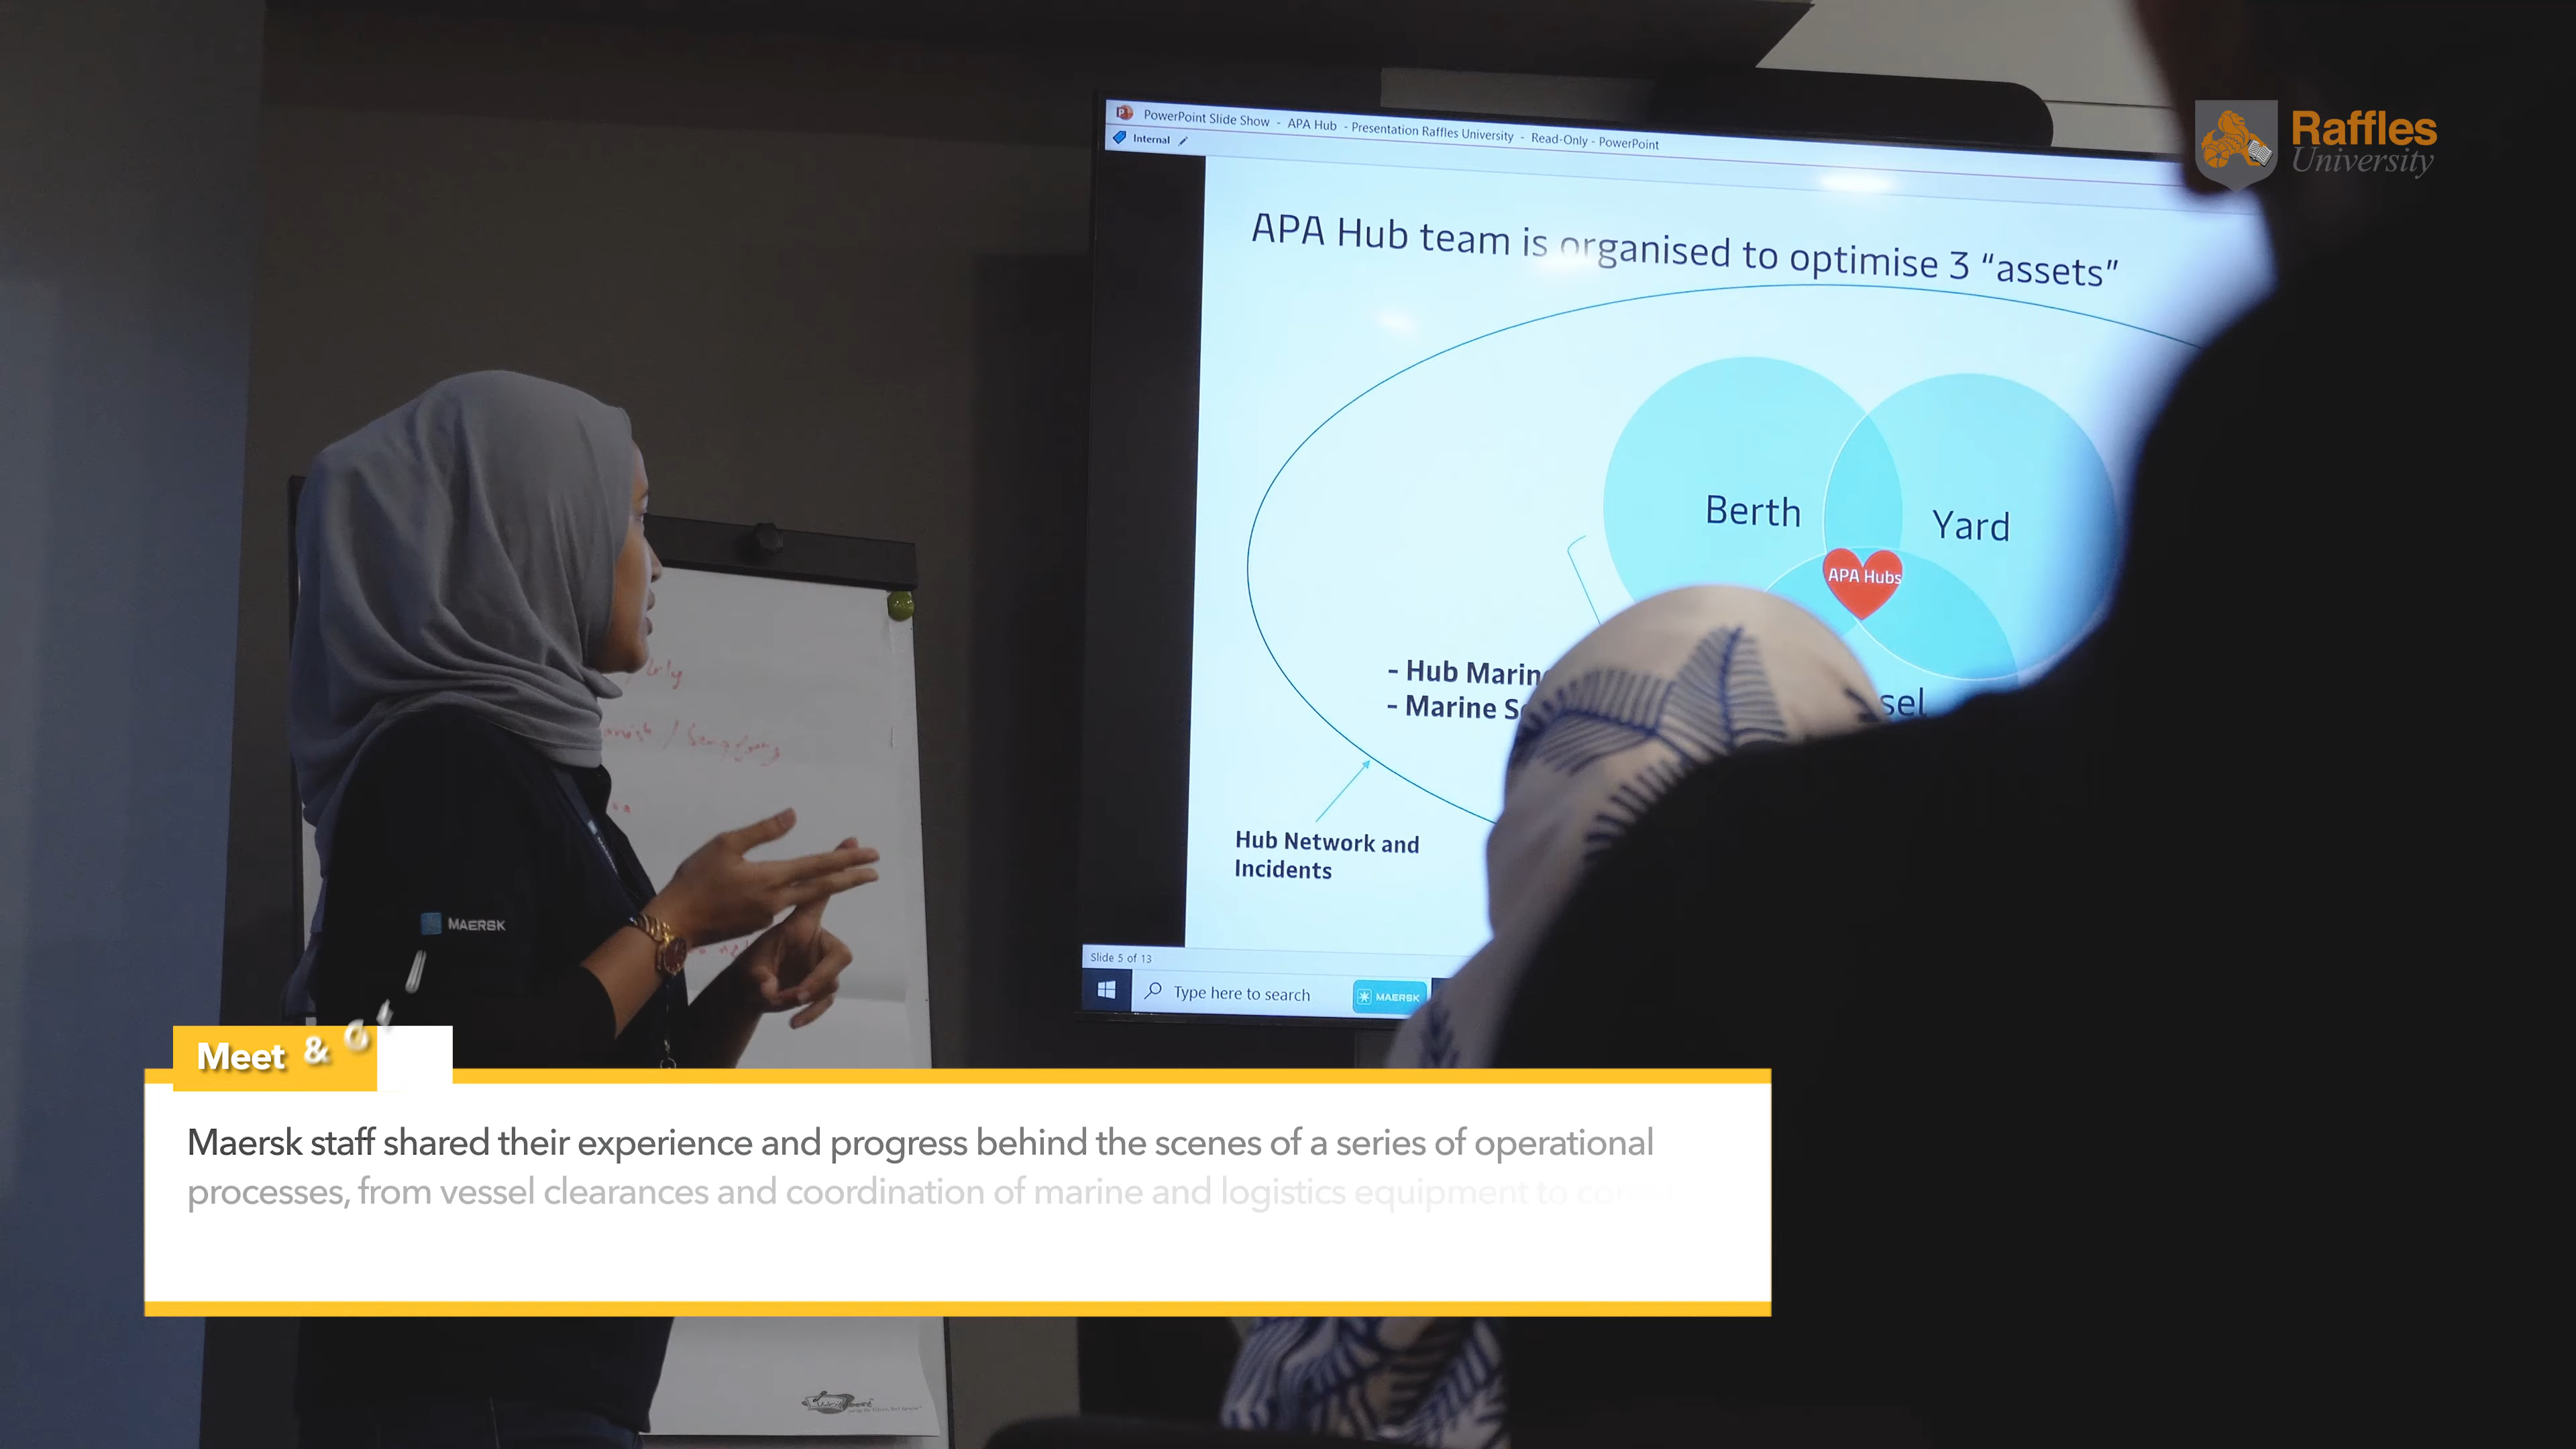 PowerPoint Slide Show - APA Hub - Presentation Raffles University - Read-Only - PowerPoint
Internal
Raffles
University
APA Hub team is organised to optimise 3 “assets”
Berth
Yard
APA Hubs
- Hub
- Marine
Hub Network and
Incidents
MAERSK
Slide 5 of 13
Type here to search
MAERSK
Meet &
Maersk staff shared their experience and progress behind the scenes of a series of operational
processes, from vessel clearances and coordination of marine and logistics equipment to